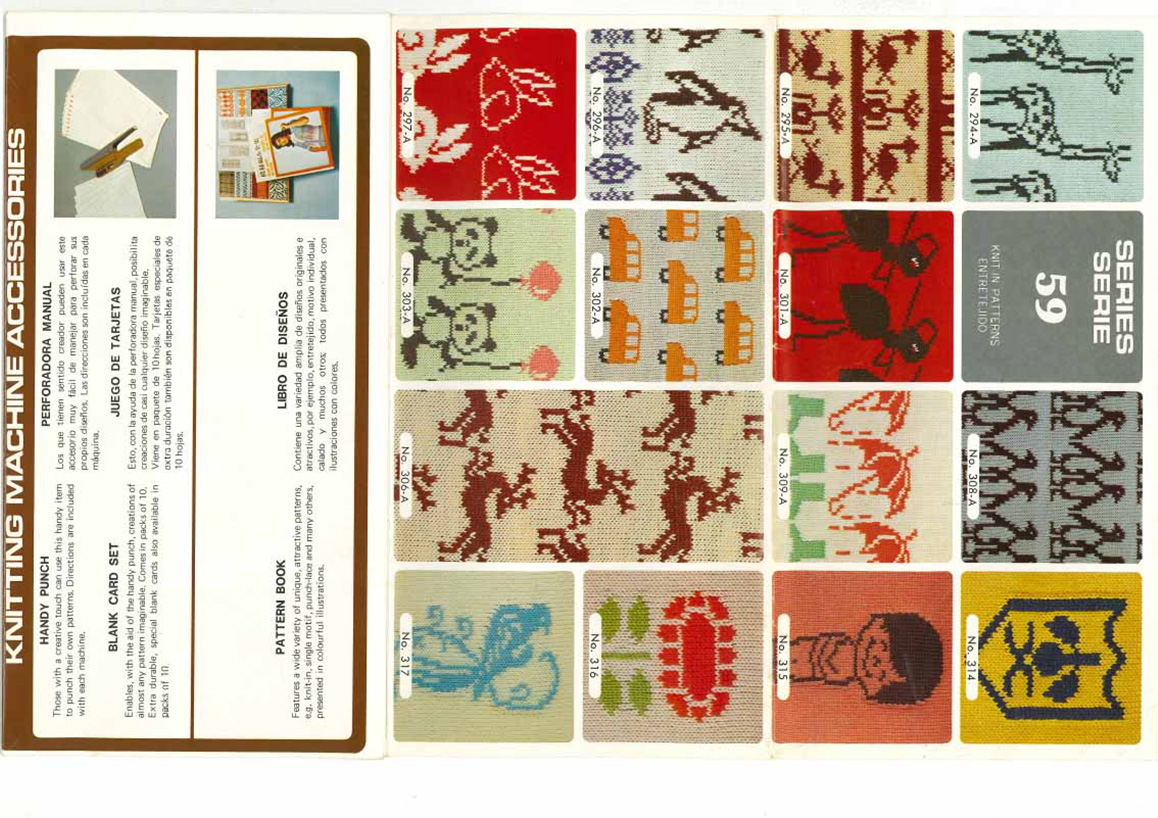 KNITTING MACHINE ACCESSORIES
HANDY PUNCH
Those with a creative touch can use this handy item
to punch their own patterns. Directions are included
with each machine.
BLANK CARD SET
Enables, with the aid of the handy punch, creations of
almost any pattern imaginable. Comes in packs of 10.
Extra durable, special blank cards also available in
packs of 10.
PATTERN BOOK
Features a wide variety of unique, attractive patterns,
e.g. knit-in, single motif, punch-lace and many others,
presented in colourful illustrations.
PERFORADORA MANUAL
Los que tienen sentido creador pueden usar este
accesorio muy fácil de manejar para perforar sus
propios diseños. Las direcciones son incluídas en cada
máquina.
JUEGO DE TARJETAS
Esto, con la ayuda de la perforadora manual, posibilita
creaciones de casi cualquier diseño imaginable.
Viene en paquete de 10 hojas. Tarjetas especiales de
extra duración también son disponibles en paquete de
10 hojas.
LIBRO DE DISEÑOS
Contiene una variedad amplia de diseños originales e
atractivos, por ejemplo, entretejido, motivo individual,
calado y muchos otros; todos presentados con
ilustraciones con colores.
SERIES
SERIE
59
KNIT IN PATTERNS
ENTRETEJIDO
No. 294-A
No. 295-A
No. 296-A
No. 297-A
No. 301-A
No. 302-A
No. 303-A
No. 308-A
No. 309-A
No. 306-A
No. 314
No. 315
No. 316
No. 317